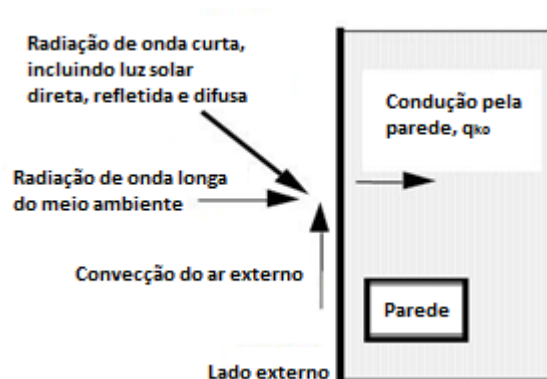 Radiação de onda curta,
incluindo luz solar
direta, refletida e difusa
Condução pela
parede, qko
Radiação de onda longa
do meio ambiente
Convecção do ar externo
Parede
Lado externo